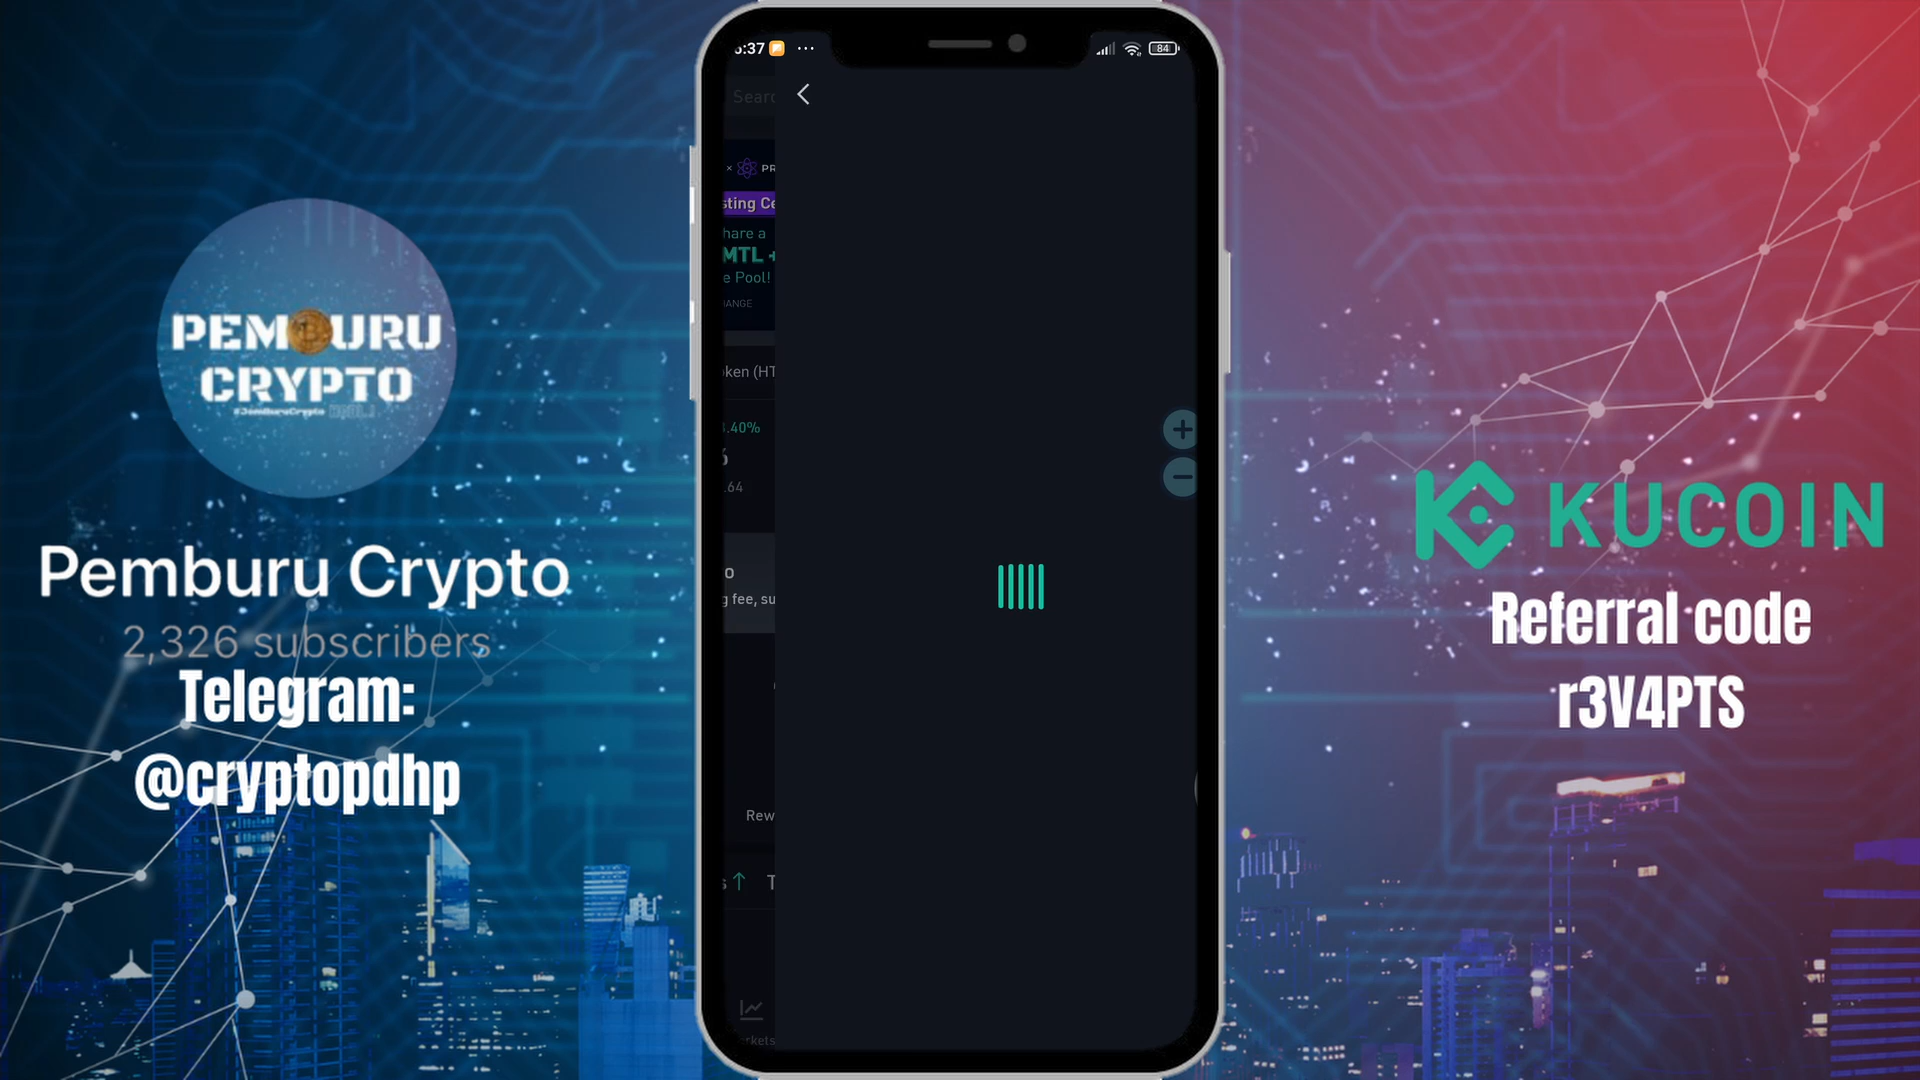 PEMBURU
CRYPTO
Pemburu Crypto
2,326 subscribers
Telegram:
@cryptopdhp
:37
84
Sear
× PR
sting Ce
hare a
MTL +
e Pool!
ANGE
ken (HT
.40%
.64
o
g fee, su
Rew
s ↑ T
rkets
KUCOIN
Referral code
r3V4PTS